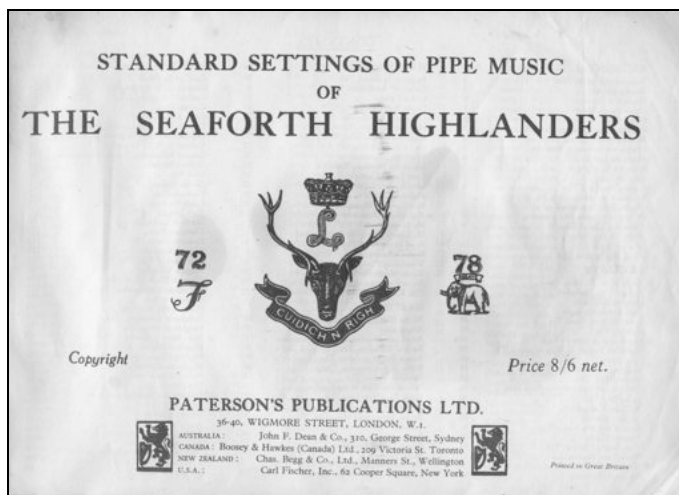 STANDARD SETTINGS OF PIPE MUSIC
OF
THE SEAFORTH HIGHLANDERS
L
72
F
78
CUIDICH N RIGH
Copyright
Price 8/6 net.
PATERSON'S PUBLICATIONS LTD.
36-40, WIGMORE STREET, LONDON, W.1.
AUSTRALIA : John F. Dean & Co., 310, George Street, Sydney
CANADA : Boosey & Hawkes (Canada) Ltd., 209 Victoria St. Toronto
NEW ZEALAND : Chas. Begg & Co., Ltd., Manners St., Wellington
U.S.A. : Carl Fischer, Inc., 62 Cooper Square, New York
Printed in Great Britain